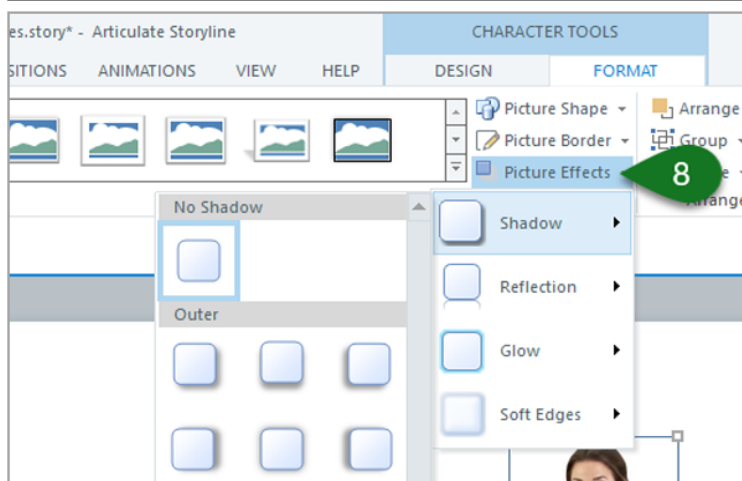 es.story* - Articulate Storyline
CHARACTER TOOLS
SITIONS ANIMATIONS VIEW HELP DESIGN FORMAT
Picture Shape Arrange
Picture Border Group
Picture Effects 8
No Shadow
Shadow
Reflection
Outer
Glow
Soft Edges